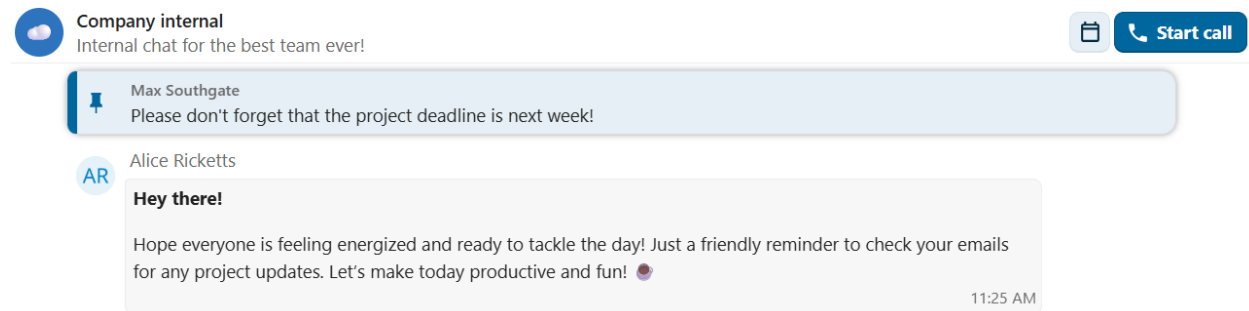 Company internal
Internal chat for the best team ever!
Start call
Max Southgate
Please don't forget that the project deadline is next week!
AR
Alice Ricketts
Hey there!
Hope everyone is feeling energized and ready to tackle the day! Just a friendly reminder to check your emails
for any project updates. Let's make today productive and fun! ☕
11:25 AM